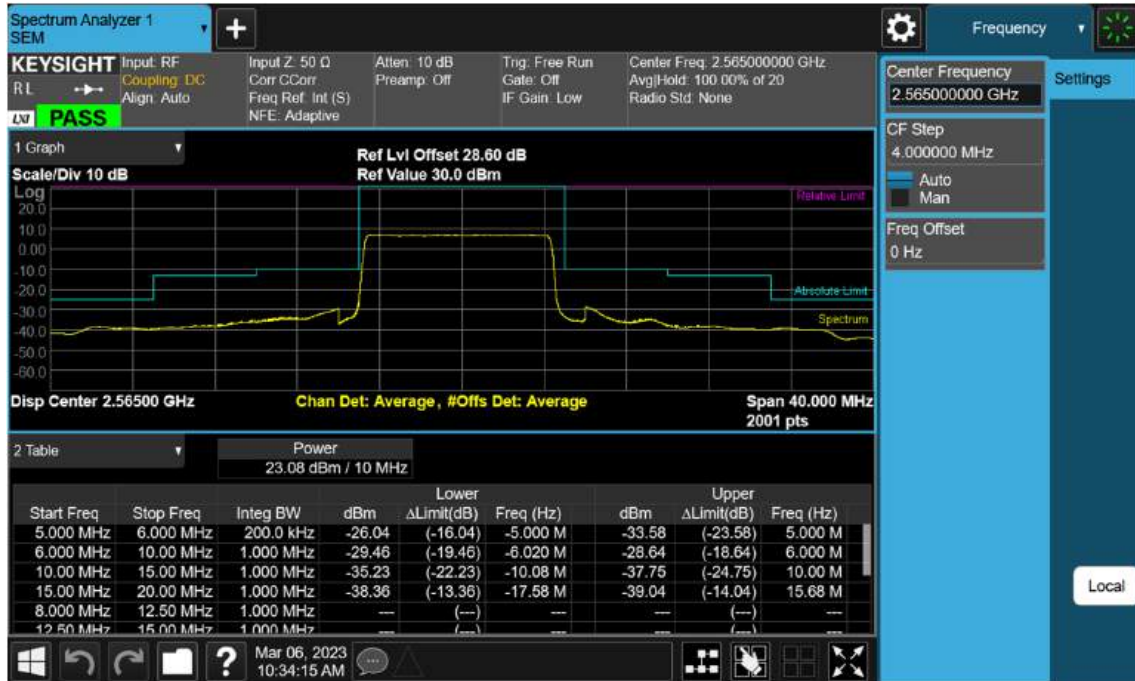 Spectrum Analyzer 1
SEM
Frequency
KEYSIGHT
RL
LXI
PASS
Input: RF
Coupling: DC
Align: Auto
Input Z: 50 Ω
Corr CCorr
Freq Ref: Int (S)
NFE: Adaptive
Atten: 10 dB
Preamp: Off
Trig: Free Run
Gate: Off
IF Gain: Low
Center Freq: 2.565000000 GHz
Avg|Hold: 100.00% of 20
Radio Std: None
Center Frequency
2.565000000 GHz
Settings
CF Step
4.000000 MHz
Auto
Man
Freq Offset
0 Hz
Local
1 Graph
Scale/Div 10 dB
Ref Lvl Offset 28.60 dB
Ref Value 30.0 dBm
Log
Relative Limit
20.0
10.0
0.00
-10.0
-20.0
Absolute Limit
-30.0
Spectrum
-40.0
-50.0
-60.0
Disp Center 2.56500 GHz
Chan Det: Average, #Offs Det: Average
Span 40.000 MHz
2001 pts
2 Table
Power
23.08 dBm / 10 MHz
Lower Upper
Start Freq Stop Freq Integ BW dBm ΔLimit(dB) Freq (Hz) dBm ΔLimit(dB) Freq (Hz)
5.000 MHz 6.000 MHz 200.0 kHz -26.04 (-16.04) -5.000 M -33.58 (-23.58) 5.000 M
6.000 MHz 10.00 MHz 1.000 MHz -29.46 (-19.46) -6.020 M -28.64 (-18.64) 6.000 M
10.00 MHz 15.00 MHz 1.000 MHz -35.23 (-22.23) -10.08 M -37.75 (-24.75) 10.00 M
15.00 MHz 20.00 MHz 1.000 MHz -38.36 (-13.36) -17.58 M -39.04 (-14.04) 15.68 M
8.000 MHz 12.50 MHz 1.000 MHz --- (---) --- --- (---) ---
12.50 MHz 15.00 MHz 1.000 MHz --- (---) --- --- (---) ---
?
Mar 06, 2023
10:34:15 AM